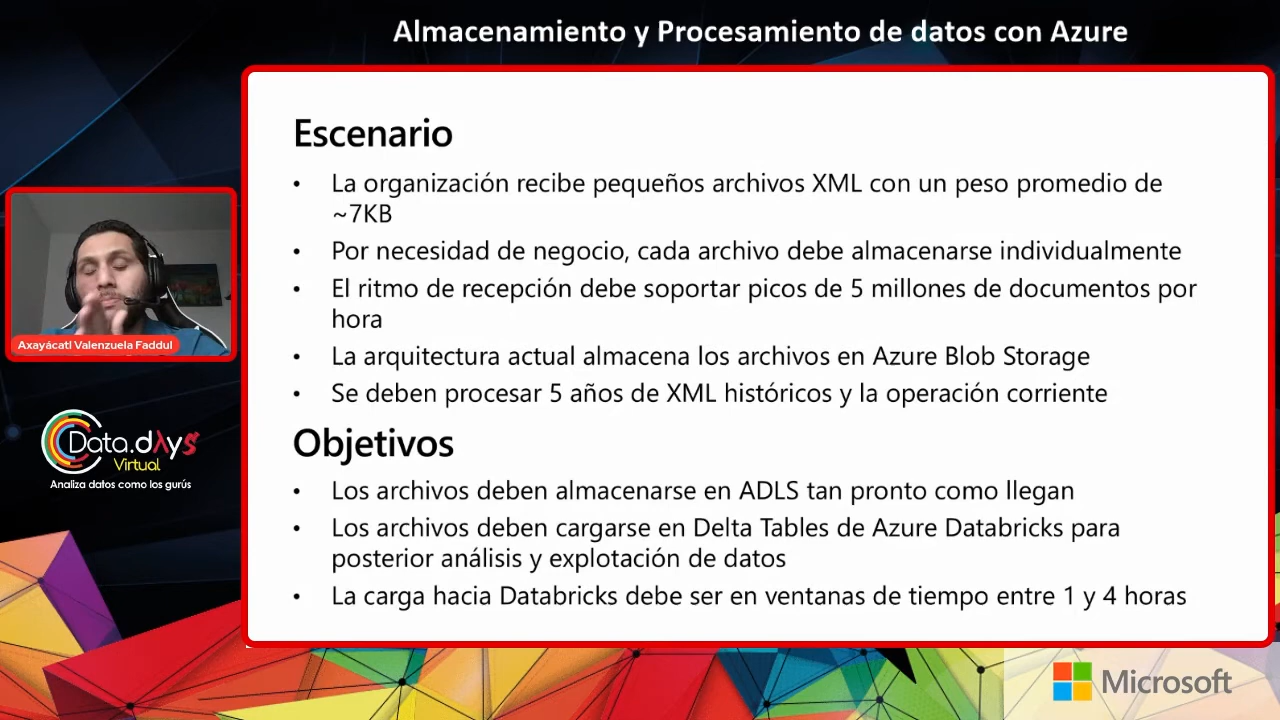 Almacenamiento y Procesamiento de datos con Azure
Escenario
• La organización recibe pequeños archivos XML con un peso promedio de
~7KB
• Por necesidad de negocio, cada archivo debe almacenarse individualmente
• El ritmo de recepción debe soportar picos de 5 millones de documentos por
hora
• La arquitectura actual almacena los archivos en Azure Blob Storage
• Se deben procesar 5 años de XML históricos y la operación corriente
Objetivos
• Los archivos deben almacenarse en ADLS tan pronto como llegan
• Los archivos deben cargarse en Delta Tables de Azure Databricks para
posterior análisis y explotación de datos
• La carga hacia Databricks debe ser en ventanas de tiempo entre 1 y 4 horas
Axayácatl Valenzuela Faddul
Data.dAys
Virtual
Analiza datos como los gurús
Microsoft